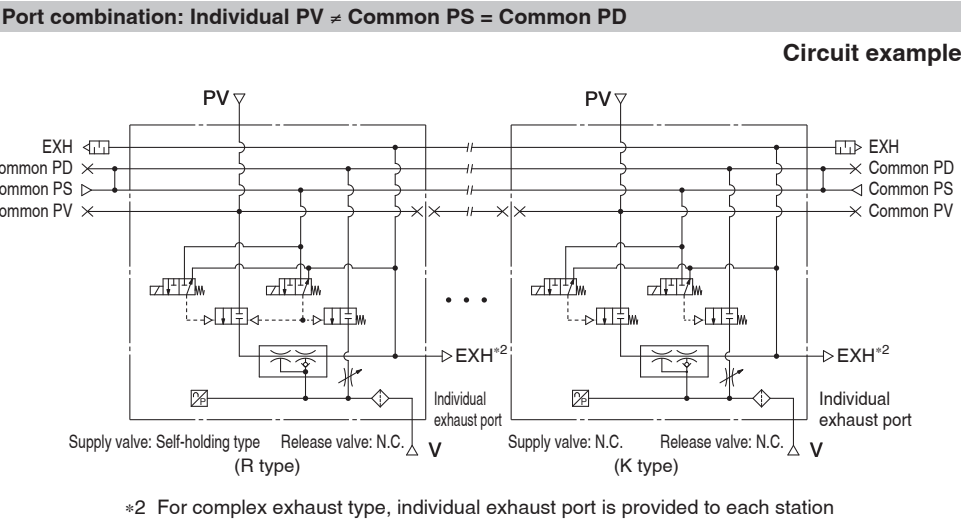 Port combination: Individual PV ≠ Common PS = Common PD
Circuit example
PV PV
EXH EXH
ommon PD Common PD
ommon PS Common PS
ommon PV Common PV
P P
EXH*2 EXH*2
Individual exhaust port Individual exhaust port
Supply valve: Self-holding type Release valve: N.C. V Supply valve: N.C. Release valve: N.C. V
(R type) (K type)
*2 For complex exhaust type, individual exhaust port is provided to each station